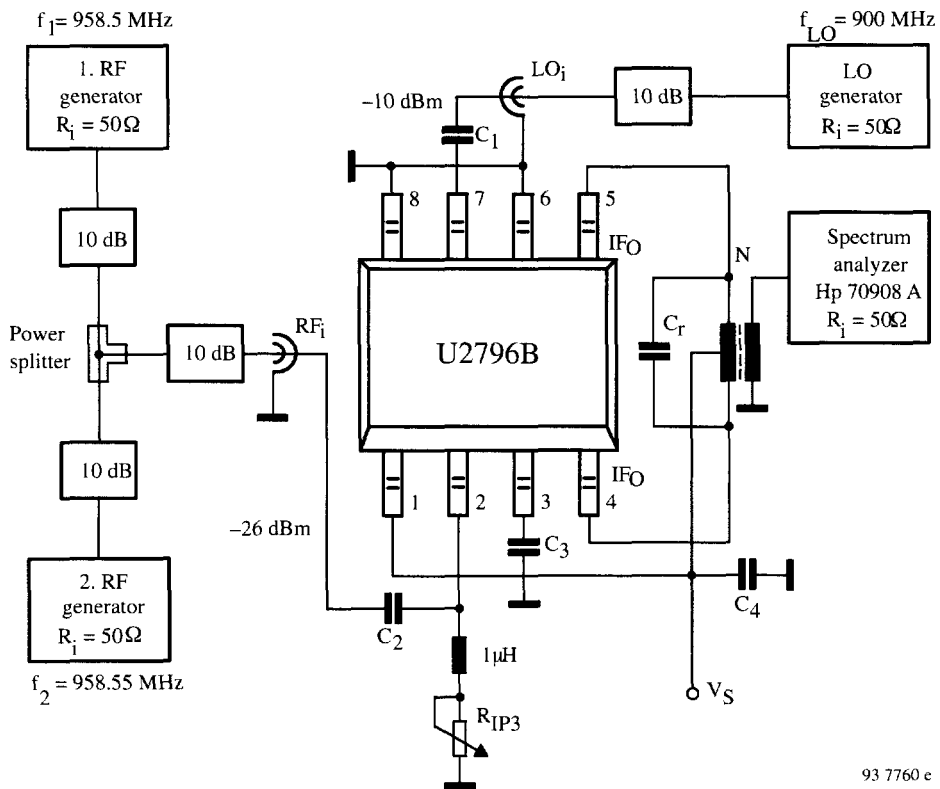 f1 = 958.5 MHz
1. RF
generator
Ri = 50Ω
10 dB
Power
splitter
10 dB
RFi
10 dB
2. RF
generator
Ri = 50Ω
f2 = 958.55 MHz
–26 dBm
–10 dBm
LOi
C1
10 dB
fLO = 900 MHz
LO
generator
Ri = 50Ω
8
7
6
5
IFO
U2796B
N
Cr
Spectrum
analyzer
Hp 70908 A
Ri = 50Ω
1
2
3
4
IFO
C3
C2
C4
1µH
RIP3
VS
93 7760 e